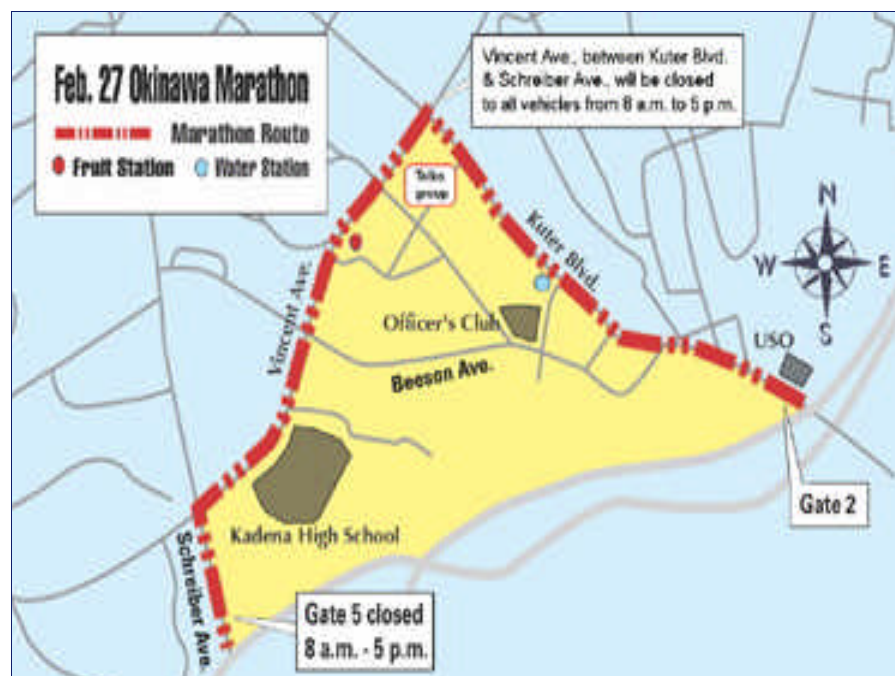 Feb. 27 Okinawa Marathon
Marathon Route
Fruit Station
Water Station
Vincent Ave., between Kuter Blvd.
& Schreiber Ave., will be closed
to all vehicles from 8 a.m. to 5 p.m.
group
Kuter Blvd.
N
W
E
S
Vincent Ave.
Officer's Club
USO
Beeson Ave.
Gate 2
Kadena High School
Schreiber Ave.
Gate 5 closed
8 a.m. - 5 p.m.